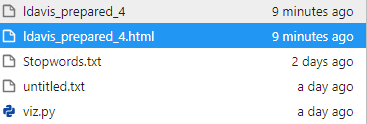 ldavis_prepared_4 9 minutes ago
ldavis_prepared_4.html 9 minutes ago
Stopwords.txt 2 days ago
untitled.txt a day ago
viz.py a day ago